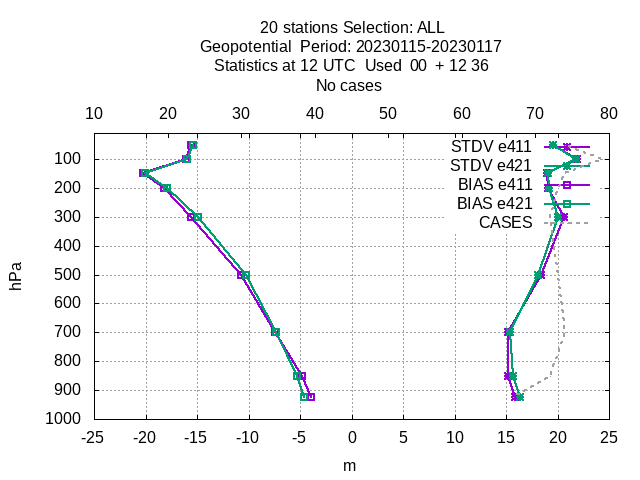 20 stations Selection: ALL
Geopotential  Period: 20230115-20230117
Statistics at 12 UTC  Used  00  + 12 36
No cases
10 20 30 40 50 60 70 80
STDV e411
STDV e421
BIAS e411
BIAS e421
CASES
100
200
300
400
500
600
700
800
900
1000
hPa
-25 -20 -15 -10 -5 0 5 10 15 20 25
m